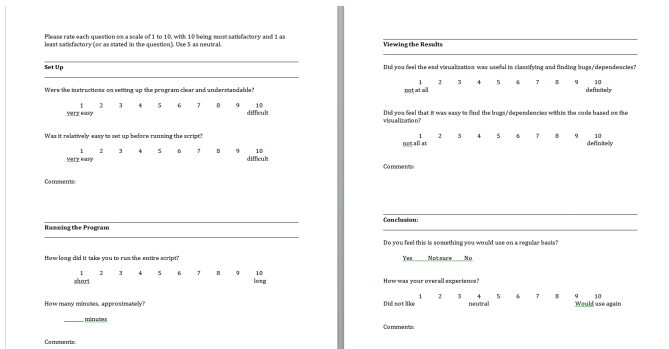 Please rate each question on a scale of 1 to 10, with 10 being most satisfactory and 1 as
least satisfactory (or as stated in the question). Use 5 as neutral.
Set Up
Were the instructions on setting up the program clear and understandable?
1 2 3 4 5 6 7 8 9 10
very easy difficult
Was it relatively easy to set up before running the script?
1 2 3 4 5 6 7 8 9 10
very easy difficult
Comments:
Running the Program
How long did it take you to run the entire script?
1 2 3 4 5 6 7 8 9 10
short long
How many minutes, approximately?
______ minutes
Comments:
Viewing the Results
Did you feel the end visualization was useful in classifying and finding bugs/dependencies?
1 2 3 4 5 6 7 8 9 10
not at all definitely
Did you feel that it was easy to find the bugs/dependencies within the code based on the
visualization?
1 2 3 4 5 6 7 8 9 10
not all at definitely
Comments:
Conclusion:
Do you feel this is something you would use on a regular basis?
Yes Not sure No
How was your overall experience?
1 2 3 4 5 6 7 8 9 10
Did not like neutral Would use again
Comments: